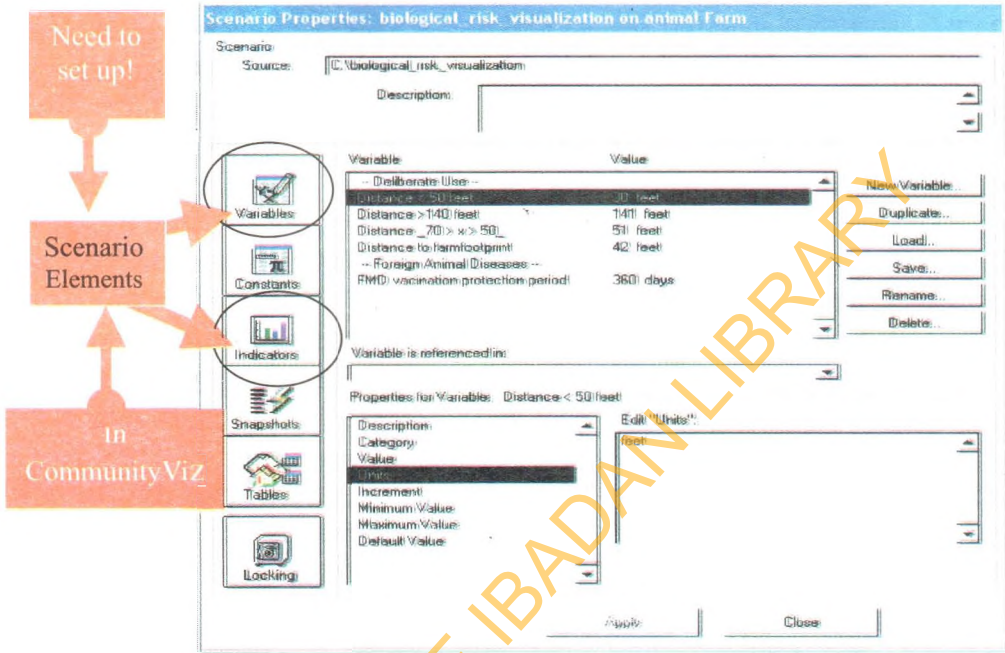 Scenario Properties: biological_risk_visualization on animal Farm
Need to
set up!
Scenario
Source: C:\biological_risk_visualization
Description:
Variable Value
Variables
-- Deliberate Use --
Distance < 50 feet 30 feet
Distance >140 feet 141 feet
Distance _70 > x > 50_ 51 feet
Distance to farmfootprint 42 feet
-- Foreign Animal Diseases --
FMD vacination protection period 360 days
New Variable...
Duplicate...
Load...
Save...
Rename...
Delete...
Scenario
Elements
Constants
Indicators
Variable is referenced in:
Properties for Variable: Distance < 50 feet
Snapshots
Description
Category
Value
Units
Increment
Minimum Value
Maximum Value
Default Value
Edit "Units":
feet
in
CommunityViz
Tables
Locking
Apply
Close
IBADAN LIBRARY